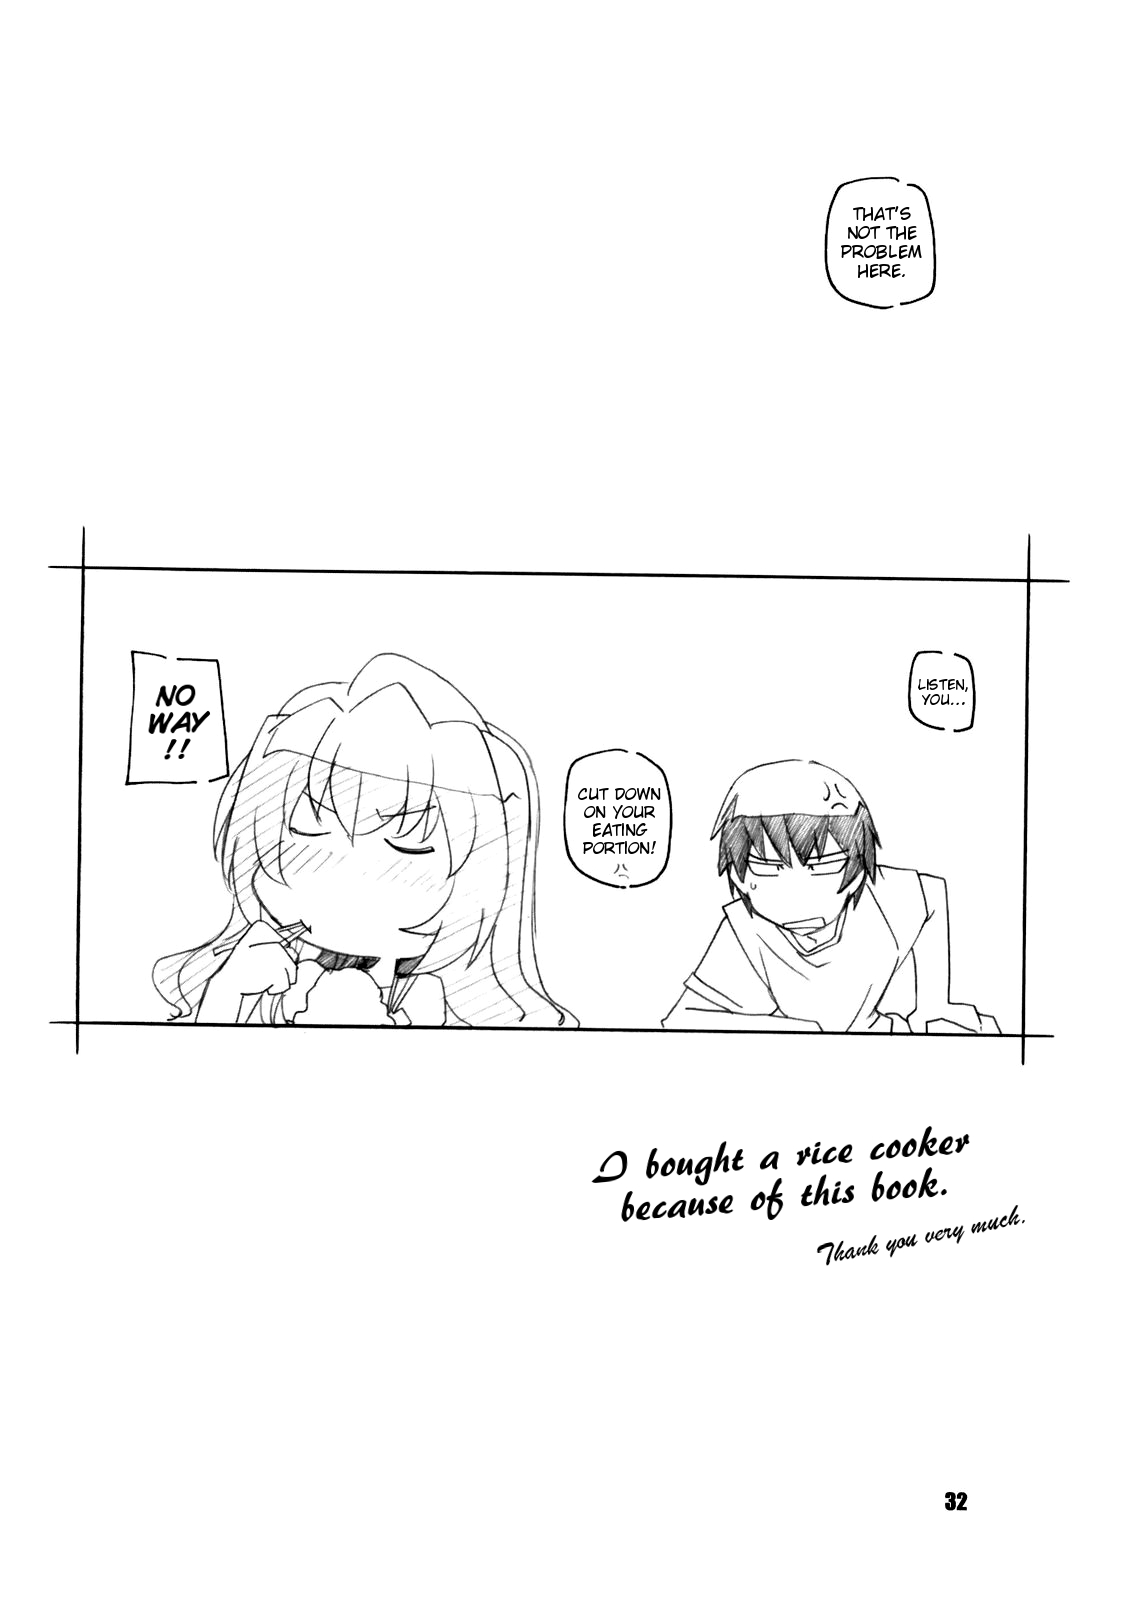 THAT'S
NOT THE
PROBLEM
HERE.
LISTEN,
YOU...
CUT DOWN
ON YOUR
EATING
PORTION!
NO
WAY
!!
I bought a rice cooker
because of this book.
Thank you very much.
32